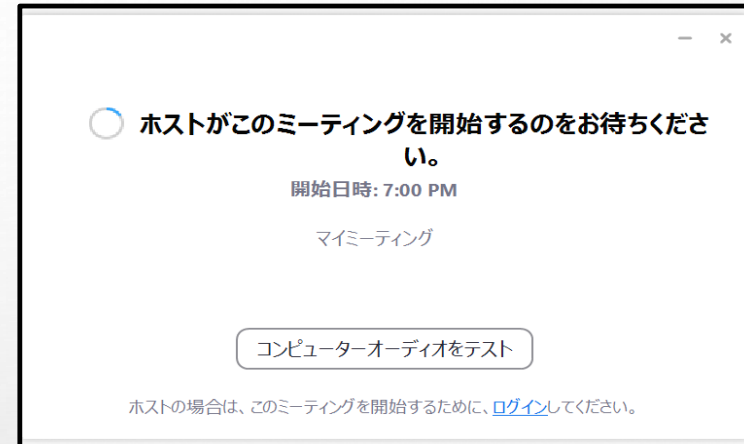 ホストがこのミーティングを開始するのをお待ちくださ
い。
開始日時: 7:00 PM
マイミーティング
コンピューターオーディオをテスト
ホストの場合は、このミーティングを開始するために、ログインしてください。